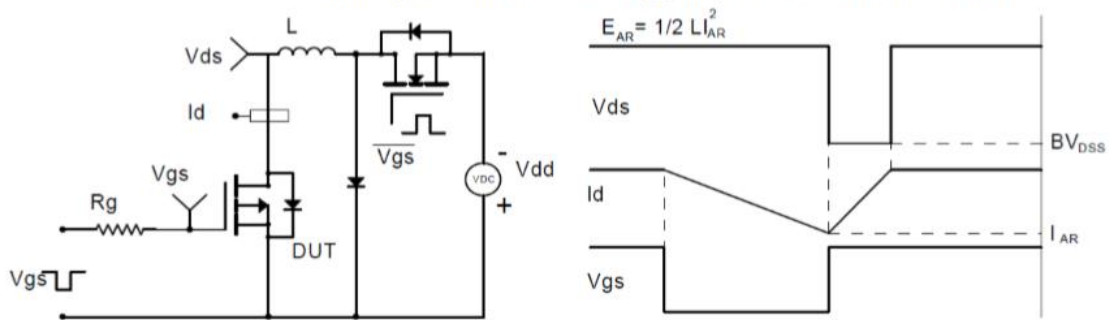 L
Vds
Id
Vgs
Vgs
Rg
Vgs
DUT
-
VDC
Vdd
+
E_AR = 1/2 LI_AR^2
Vds
BV_DSS
Id
I_AR
Vgs